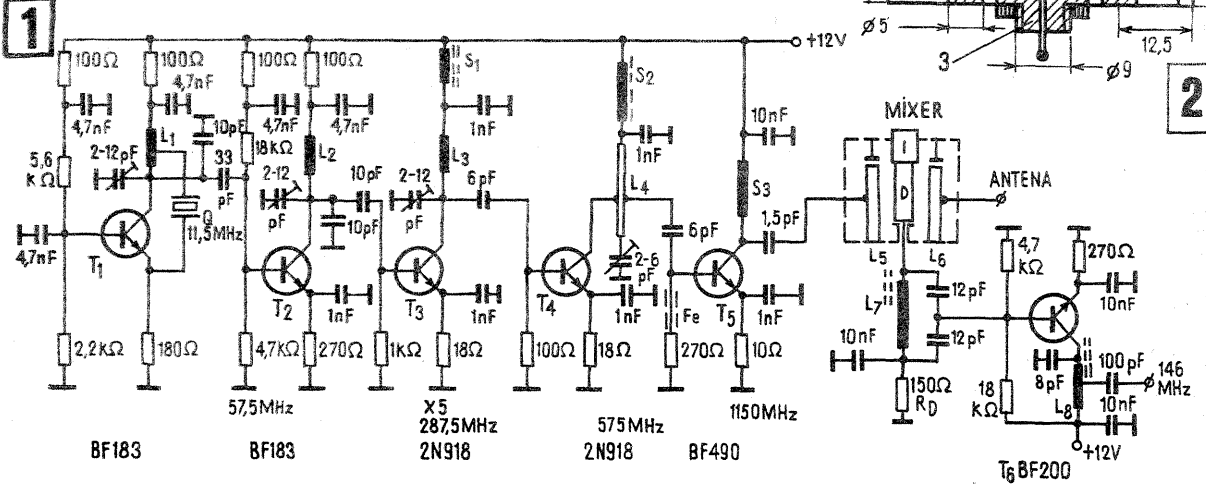 1
+12V
100Ω 100Ω 100Ω 100Ω S1 S2
4,7nF 4,7nF 4,7nF 4,7nF 1nF 10nF
L1 10pF 18kΩ L2 L3 1nF S3
5,6 kΩ 2-12pF 33 pF 2-12 pF 10pF 2-12 pF 6pF L4 6pF 1,5pF
Q 11,5MHz 10pF 2-6 pF
4,7nF T1 T2 1nF T3 1nF T4 1nF Fe T5 1nF
2,2kΩ 180Ω 4,7kΩ 270Ω 1kΩ 18Ω 100Ω 18Ω 270Ω 10Ω
57,5MHz X5 287,5MHz 575MHz 1150MHz
BF183 BF183 2N918 2N918 BF490
MİXER
I
D
L5 L6
ANTENA
L7 12pF
12pF
10nF
150Ω RD
4,7 kΩ
270Ω
10nF
18 kΩ
8pF
100pF
146 MHz
L8 10nF
+12V
T6 BF200
ø5
3
ø9
12,5
2